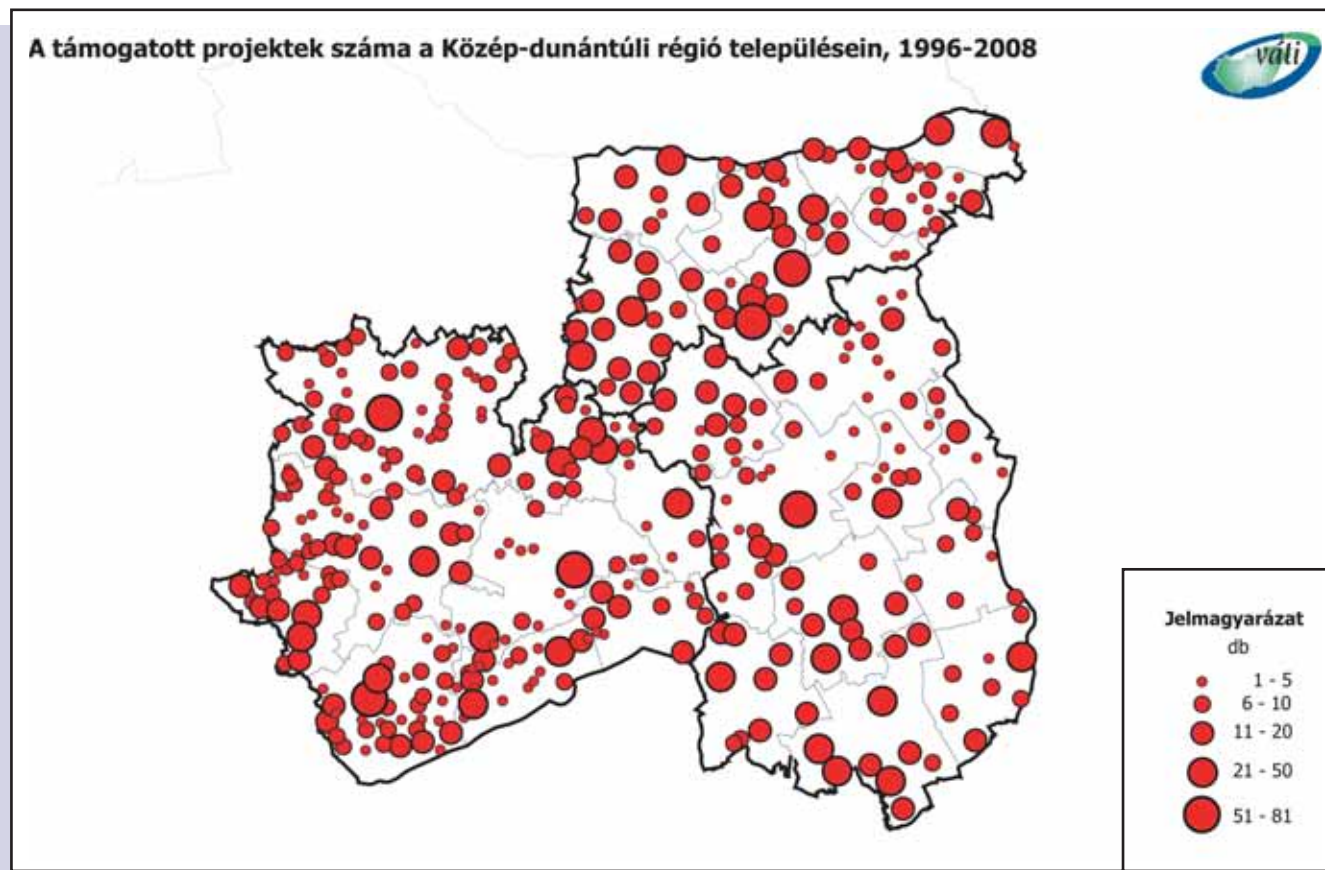 A támogatott projektek száma a Közép-dunántúli régió településein, 1996-2008
váti
Jelmagyarázat
db
1 - 5
6 - 10
11 - 20
21 - 50
51 - 81